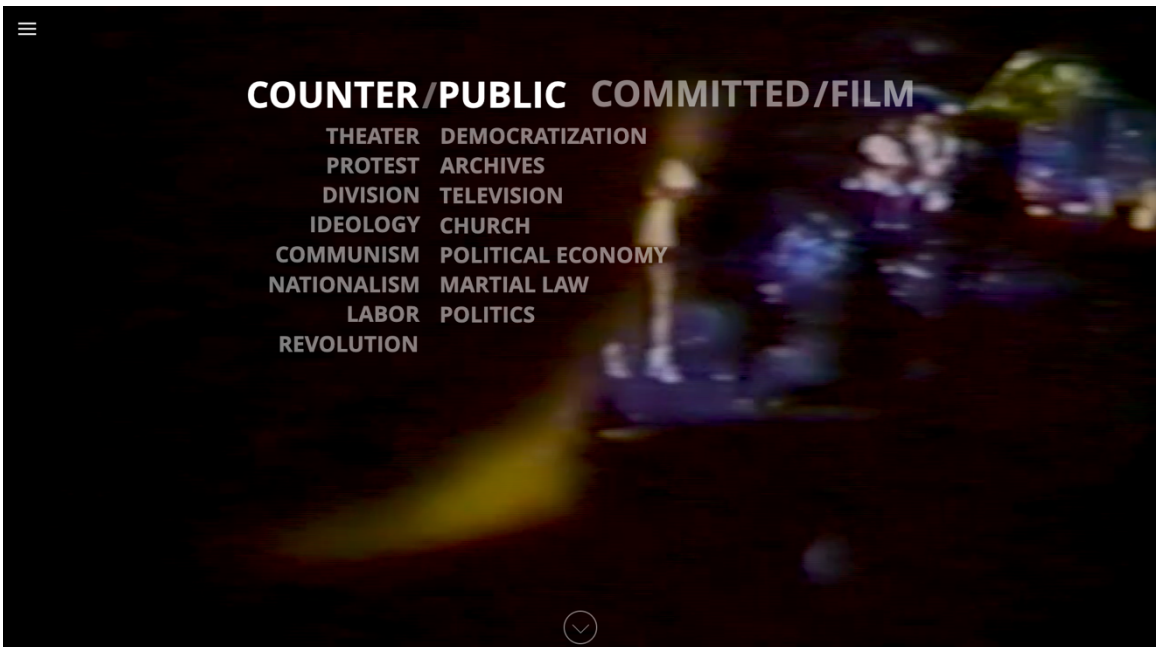 COUNTER/PUBLIC COMMITTED/FILM
THEATER DEMOCRATIZATION
PROTEST ARCHIVES
DIVISION TELEVISION
IDEOLOGY CHURCH
COMMUNISM POLITICAL ECONOMY
NATIONALISM MARTIAL LAW
LABOR POLITICS
REVOLUTION